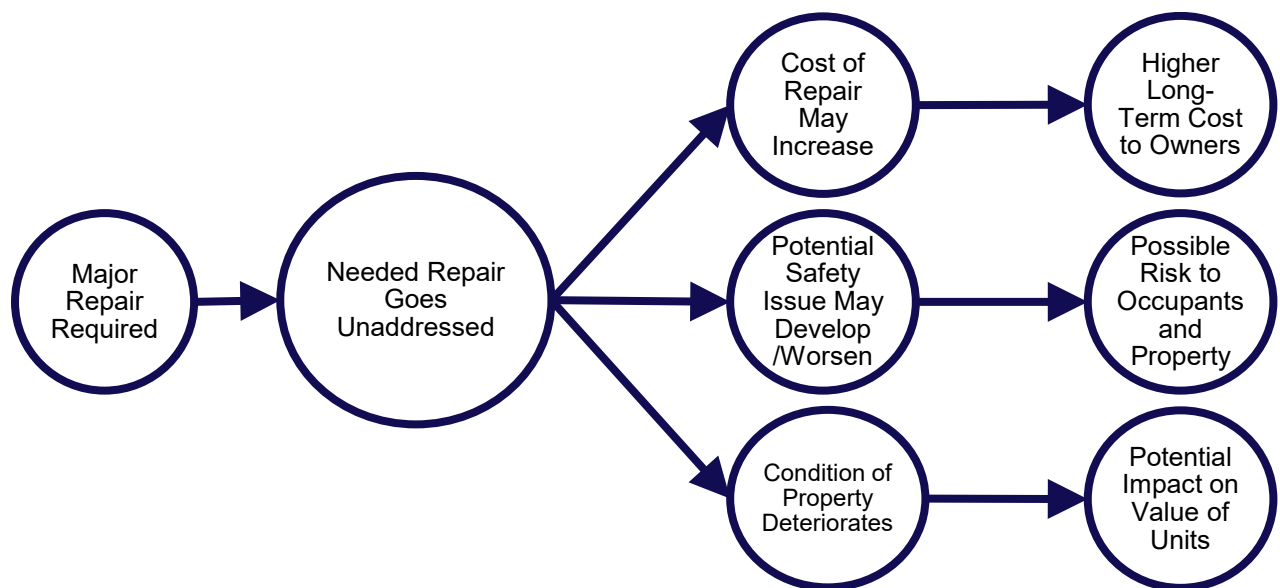 Major
Repair
Required
Needed Repair
Goes
Unaddressed
Cost of
Repair
May
Increase
Higher
Long-
Term Cost
to Owners
Potential
Safety
Issue May
Develop
/Worsen
Possible
Risk to
Occupants
and
Property
Condition of
Property
Deteriorates
Potential
Impact on
Value of
Units